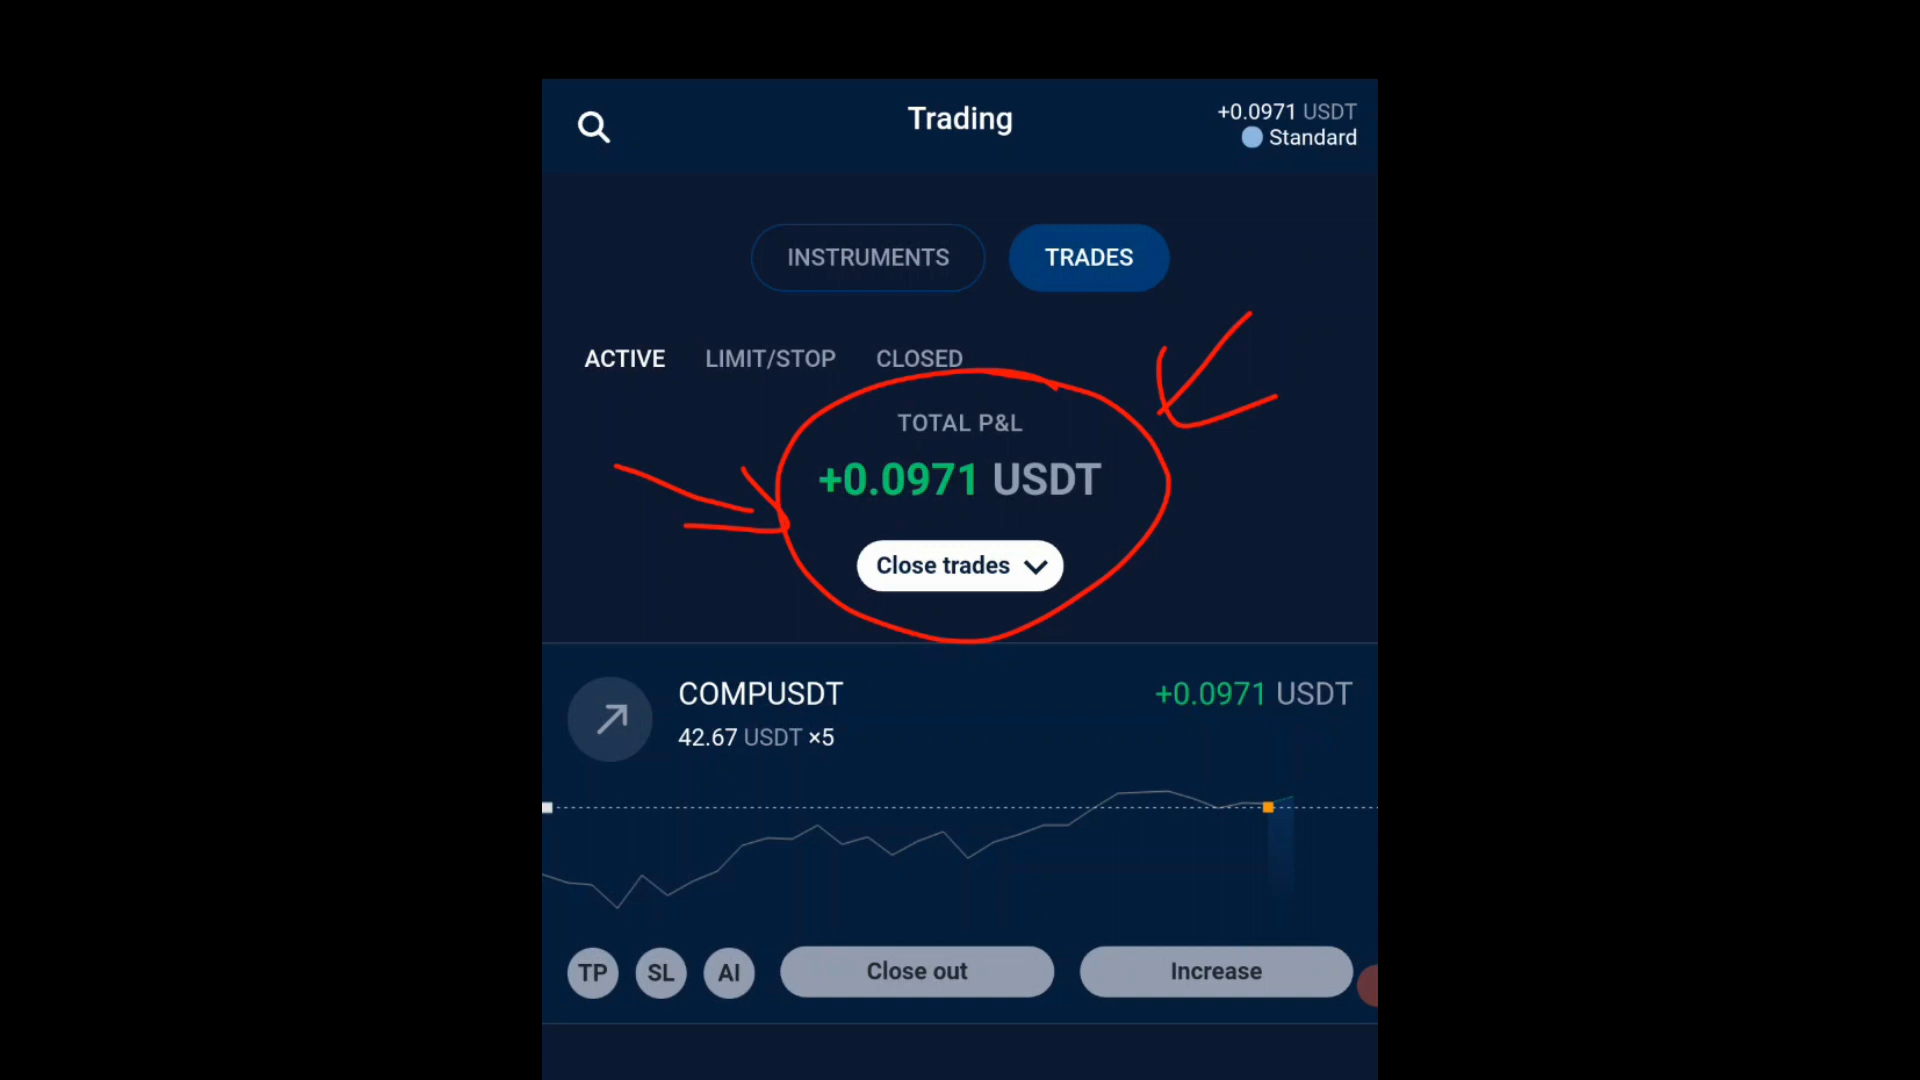 Trading
+0.0971 USDT
Standard
INSTRUMENTS
TRADES
ACTIVE LIMIT/STOP CLOSED
TOTAL P&L
+0.0971 USDT
Close trades
COMPUSDT
+0.0971 USDT
42.67 USDT ×5
TP SL AI Close out Increase